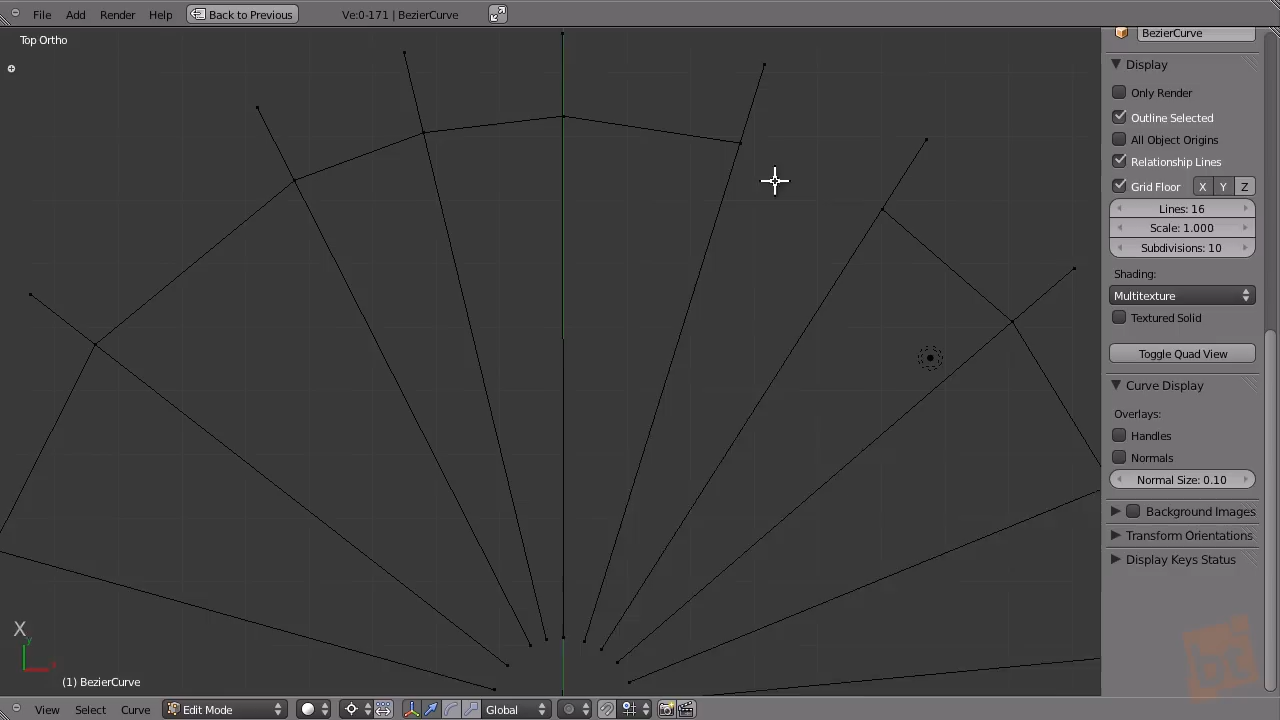 File Add Render Help Back to Previous Ve:0-171 | BezierCurve
Top Ortho
BezierCurve
Display
Only Render
Outline Selected
All Object Origins
Relationship Lines
Grid Floor X Y Z
Lines: 16
Scale: 1.000
Subdivisions: 10
Shading:
Multitexture
Textured Solid
Toggle Quad View
Curve Display
Overlays:
Handles
Normals
Normal Size: 0.10
Background Images
Transform Orientations
Display Keys Status
X
Y
X
(1) BezierCurve
View Select Curve Edit Mode Global